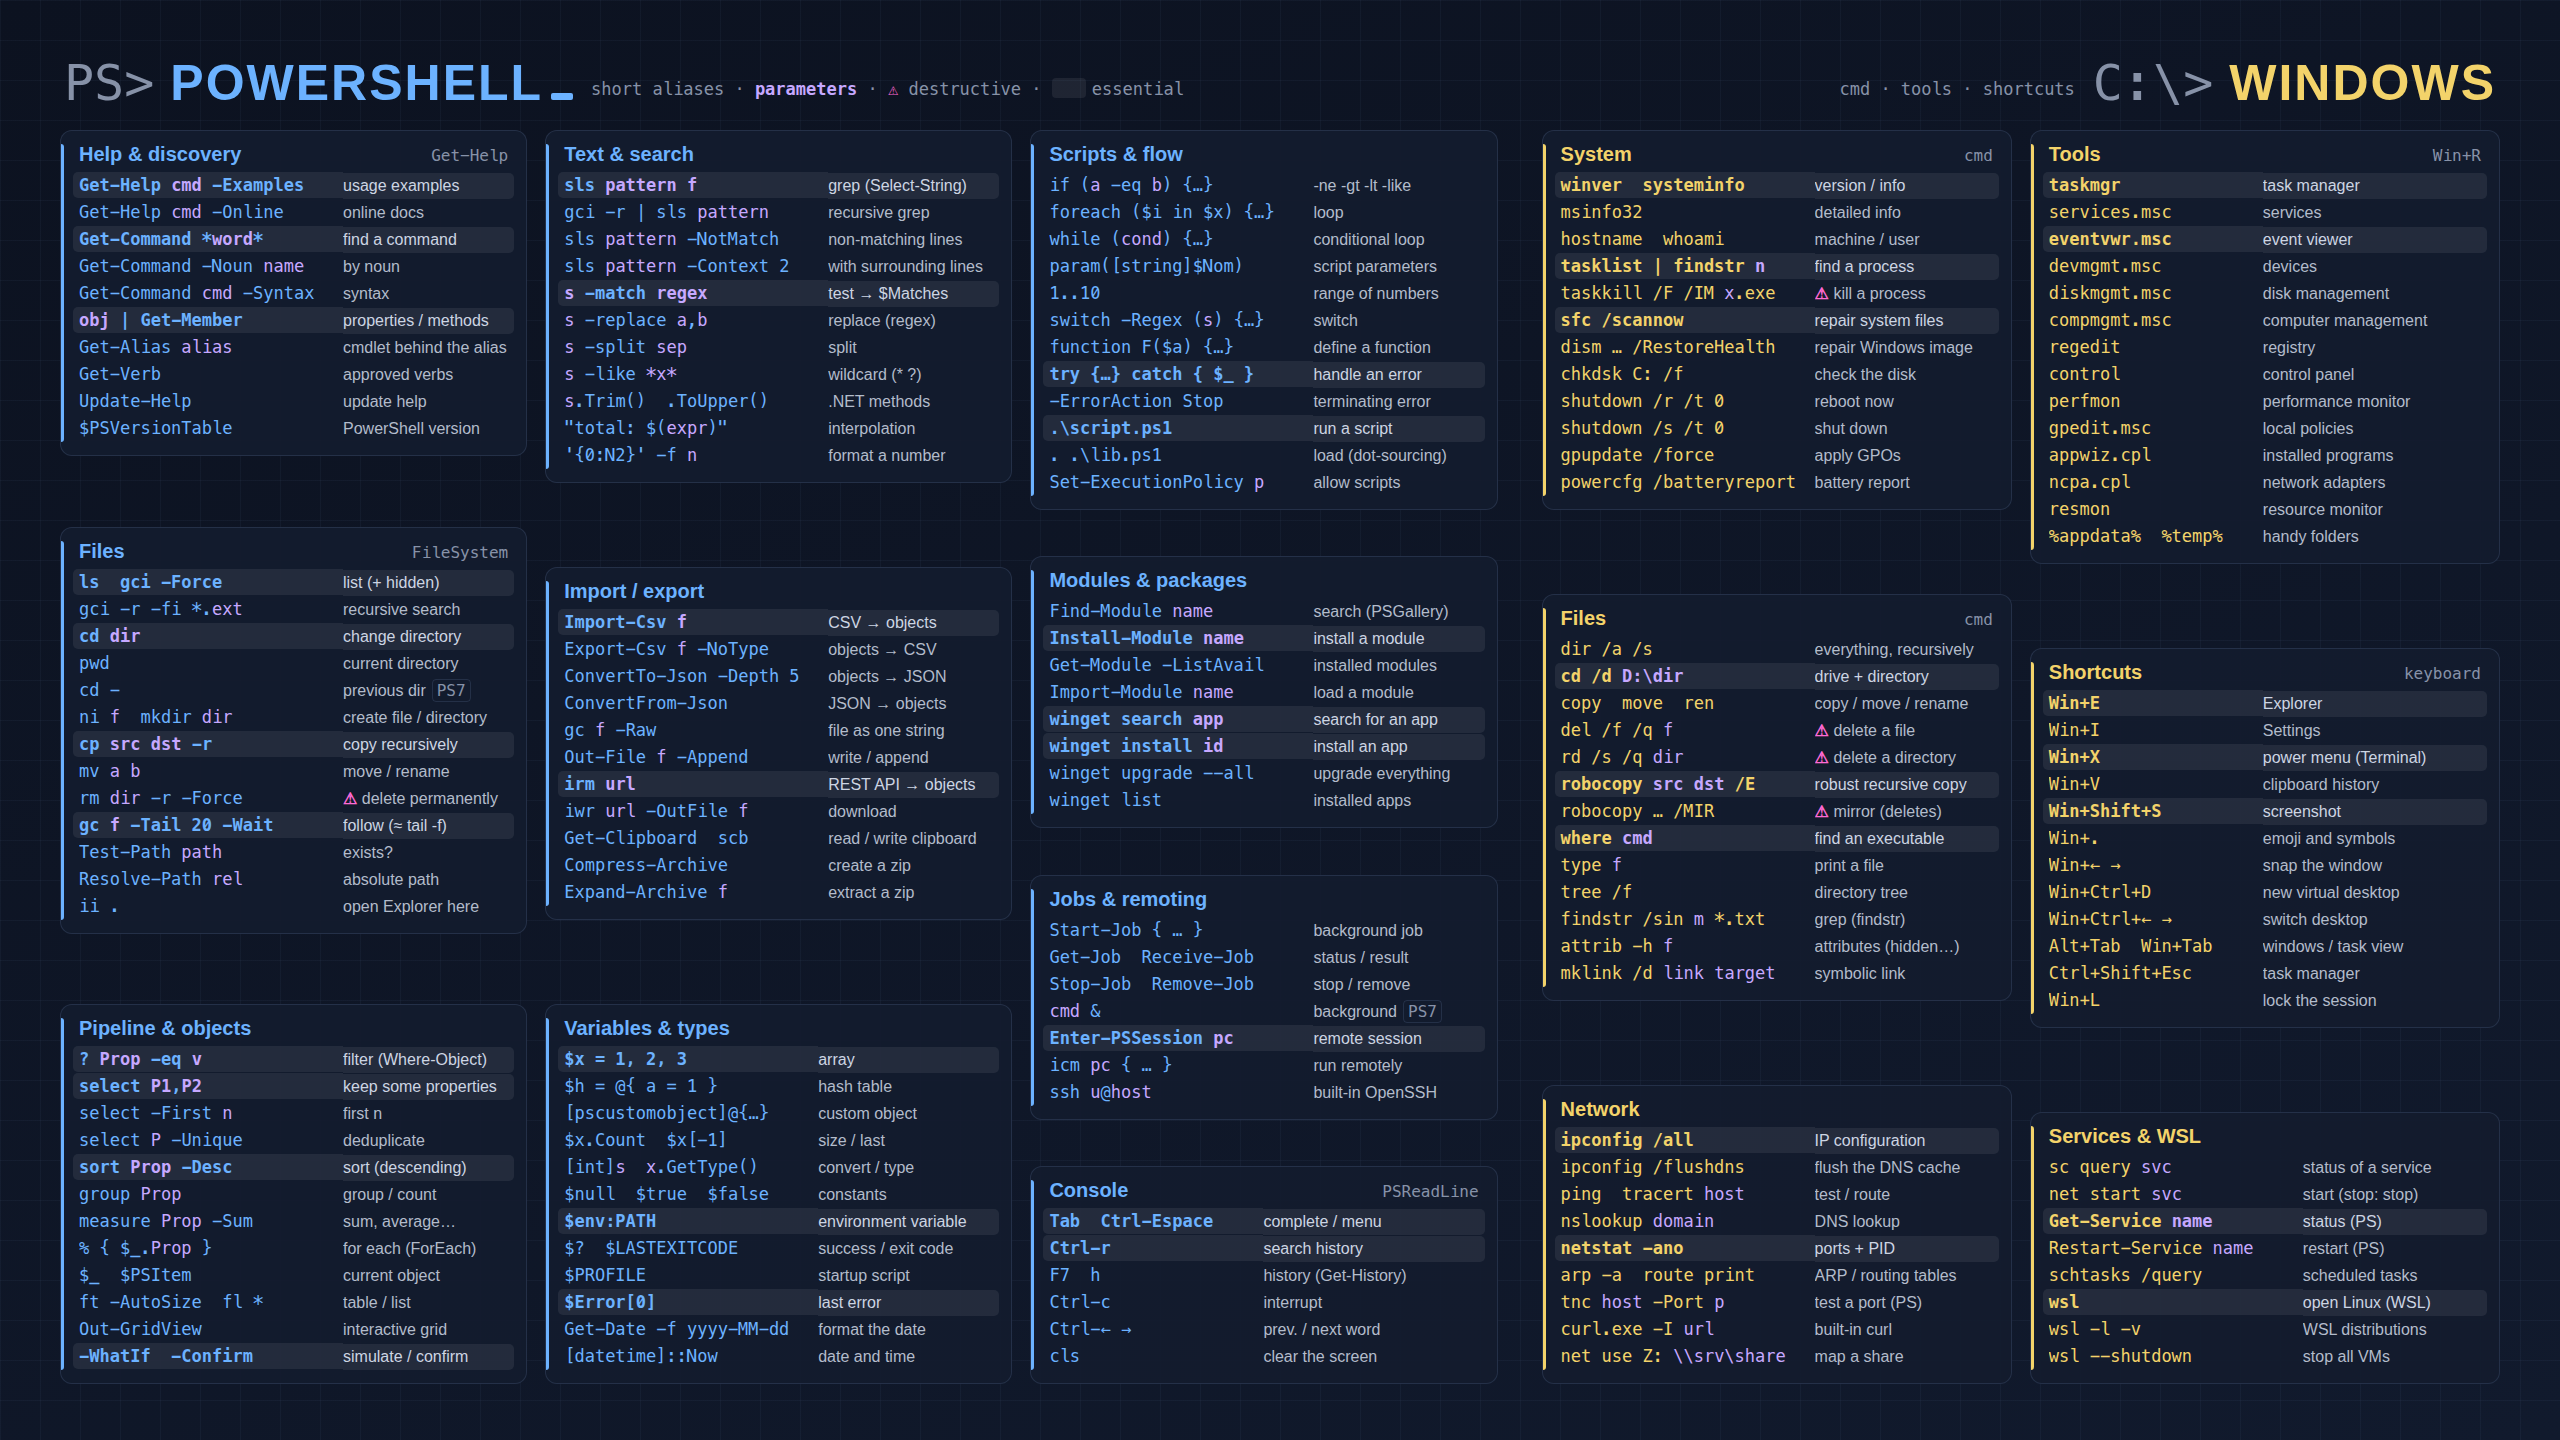 PS> POWERSHELL_ short aliases · parameters · ⚠ destructive · essential
cmd · tools · shortcuts C:\> WINDOWS
Help & discovery Get-Help
Get-Help cmd -Examples usage examples
Get-Help cmd -Online online docs
Get-Command *word* find a command
Get-Command -Noun name by noun
Get-Command cmd -Syntax syntax
obj | Get-Member properties / methods
Get-Alias alias cmdlet behind the alias
Get-Verb approved verbs
Update-Help update help
$PSVersionTable PowerShell version
Files FileSystem
ls gci -Force list (+ hidden)
gci -r -fi *.ext recursive search
cd dir change directory
pwd current directory
cd - previous dir PS7
ni f mkdir dir create file / directory
cp src dst -r copy recursively
mv a b move / rename
rm dir -r -Force ⚠ delete permanently
gc f -Tail 20 -Wait follow (≈ tail -f)
Test-Path path exists?
Resolve-Path rel absolute path
ii . open Explorer here
Pipeline & objects
? Prop -eq v filter (Where-Object)
select P1,P2 keep some properties
select -First n first n
select P -Unique deduplicate
sort Prop -Desc sort (descending)
group Prop group / count
measure Prop -Sum sum, average…
% { $_.Prop } for each (ForEach)
$_ $PSItem current object
ft -AutoSize fl * table / list
Out-GridView interactive grid
-WhatIf -Confirm simulate / confirm
Text & search
sls pattern f grep (Select-String)
gci -r | sls pattern recursive grep
sls pattern -NotMatch non-matching lines
sls pattern -Context 2 with surrounding lines
s -match regex test → $Matches
s -replace a,b replace (regex)
s -split sep split
s -like *x* wildcard (* ?)
s.Trim() .ToUpper() .NET methods
"total: $(expr)" interpolation
'{0:N2}' -f n format a number
Import / export
Import-Csv f CSV → objects
Export-Csv f -NoType objects → CSV
ConvertTo-Json -Depth 5 objects → JSON
ConvertFrom-Json JSON → objects
gc f -Raw file as one string
Out-File f -Append write / append
irm url REST API → objects
iwr url -OutFile f download
Get-Clipboard scb read / write clipboard
Compress-Archive create a zip
Expand-Archive f extract a zip
Variables & types
$x = 1, 2, 3 array
$h = @{ a = 1 } hash table
[pscustomobject]@{…} custom object
$x.Count $x[-1] size / last
[int]s x.GetType() convert / type
$null $true $false constants
$env:PATH environment variable
$? $LASTEXITCODE success / exit code
$PROFILE startup script
$Error[0] last error
Get-Date -f yyyy-MM-dd format the date
[datetime]::Now date and time
Scripts & flow
if (a -eq b) {…} -ne -gt -lt -like
foreach ($i in $x) {…} loop
while (cond) {…} conditional loop
param([string]$Nom) script parameters
1..10 range of numbers
switch -Regex (s) {…} switch
function F($a) {…} define a function
try {…} catch { $_ } handle an error
-ErrorAction Stop terminating error
.\script.ps1 run a script
. .\lib.ps1 load (dot-sourcing)
Set-ExecutionPolicy p allow scripts
Modules & packages
Find-Module name search (PSGallery)
Install-Module name install a module
Get-Module -ListAvail installed modules
Import-Module name load a module
winget search app search for an app
winget install id install an app
winget upgrade --all upgrade everything
winget list installed apps
Jobs & remoting
Start-Job { … } background job
Get-Job Receive-Job status / result
Stop-Job Remove-Job stop / remove
cmd & background PS7
Enter-PSSession pc remote session
icm pc { … } run remotely
ssh u@host built-in OpenSSH
Console PSReadLine
Tab Ctrl-Espace complete / menu
Ctrl-r search history
F7 h history (Get-History)
Ctrl-c interrupt
Ctrl-← → prev. / next word
cls clear the screen
System cmd
winver systeminfo version / info
msinfo32 detailed info
hostname whoami machine / user
tasklist | findstr n find a process
taskkill /F /IM x.exe ⚠ kill a process
sfc /scannow repair system files
dism … /RestoreHealth repair Windows image
chkdsk C: /f check the disk
shutdown /r /t 0 reboot now
shutdown /s /t 0 shut down
gpupdate /force apply GPOs
powercfg /batteryreport battery report
Files cmd
dir /a /s everything, recursively
cd /d D:\dir drive + directory
copy move ren copy / move / rename
del /f /q f ⚠ delete a file
rd /s /q dir ⚠ delete a directory
robocopy src dst /E robust recursive copy
robocopy … /MIR ⚠ mirror (deletes)
where cmd find an executable
type f print a file
tree /f directory tree
findstr /sin m *.txt grep (findstr)
attrib -h f attributes (hidden…)
mklink /d link target symbolic link
Network
ipconfig /all IP configuration
ipconfig /flushdns flush the DNS cache
ping tracert host test / route
nslookup domain DNS lookup
netstat -ano ports + PID
arp -a route print ARP / routing tables
tnc host -Port p test a port (PS)
curl.exe -I url built-in curl
net use Z: \\srv\share map a share
Tools Win+R
taskmgr task manager
services.msc services
eventvwr.msc event viewer
devmgmt.msc devices
diskmgmt.msc disk management
compmgmt.msc computer management
regedit registry
control control panel
perfmon performance monitor
gpedit.msc local policies
appwiz.cpl installed programs
ncpa.cpl network adapters
resmon resource monitor
%appdata% %temp% handy folders
Shortcuts keyboard
Win+E Explorer
Win+I Settings
Win+X power menu (Terminal)
Win+V clipboard history
Win+Shift+S screenshot
Win+. emoji and symbols
Win+← → snap the window
Win+Ctrl+D new virtual desktop
Win+Ctrl+← → switch desktop
Alt+Tab Win+Tab windows / task view
Ctrl+Shift+Esc task manager
Win+L lock the session
Services & WSL
sc query svc status of a service
net start svc start (stop: stop)
Get-Service name status (PS)
Restart-Service name restart (PS)
schtasks /query scheduled tasks
wsl open Linux (WSL)
wsl -l -v WSL distributions
wsl --shutdown stop all VMs